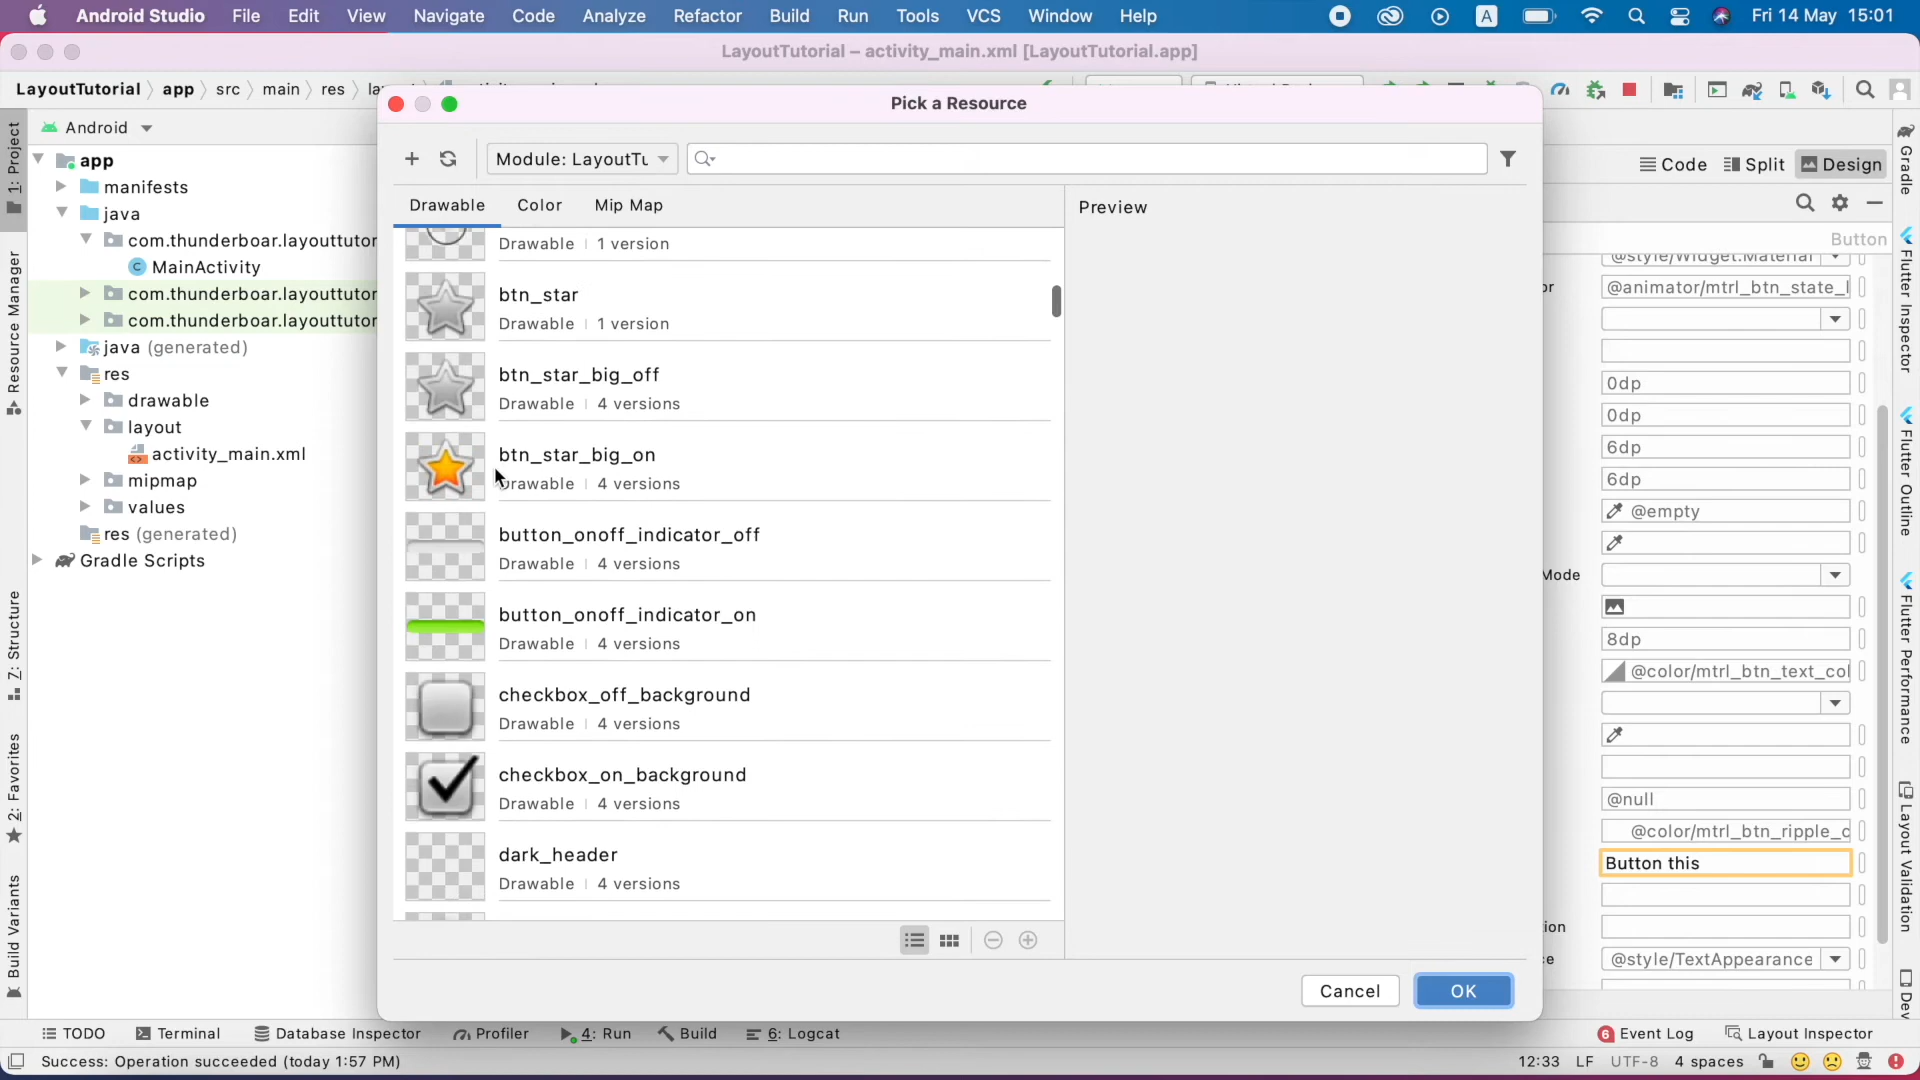 Android Studio File Edit View Navigate Code Analyze Refactor Build Run Tools VCS Window Help A Fri 14 May 15:01
LayoutTutorial – activity_main.xml [LayoutTutorial.app]
LayoutTutorial app src main res
Pick a Resource
Android
Module: LayoutTu
Code Split Design
app
manifests
java
com.thunderboar.layouttutor
C MainActivity
com.thunderboar.layouttutor
com.thunderboar.layouttutor
java (generated)
res
drawable
layout
activity_main.xml
mipmap
values
res (generated)
Gradle Scripts
1: Project
Resource Manager
7: Structure
2: Favorites
Build Variants
Drawable Color Mip Map
Preview
Drawable 1 version
btn_star
Drawable 1 version
btn_star_big_off
Drawable 4 versions
btn_star_big_on
Drawable 4 versions
button_onoff_indicator_off
Drawable 4 versions
button_onoff_indicator_on
Drawable 4 versions
checkbox_off_background
Drawable 4 versions
checkbox_on_background
Drawable 4 versions
dark_header
Drawable 4 versions
Cancel OK
Button
@style/Widget.Material
or @animator/mtrl_btn_state_l
0dp
0dp
6dp
6dp
@empty
Mode
8dp
@color/mtrl_btn_text_col
@null
@color/mtrl_btn_ripple_c
Button this
ion
e @style/TextAppearance
Gradle
Flutter Inspector
Flutter Outline
Flutter Performance
Layout Validation
Dev
TODO Terminal Database Inspector Profiler 4: Run Build 6: Logcat 6 Event Log Layout Inspector
Success: Operation succeeded (today 1:57 PM) 12:33 LF UTF-8 4 spaces